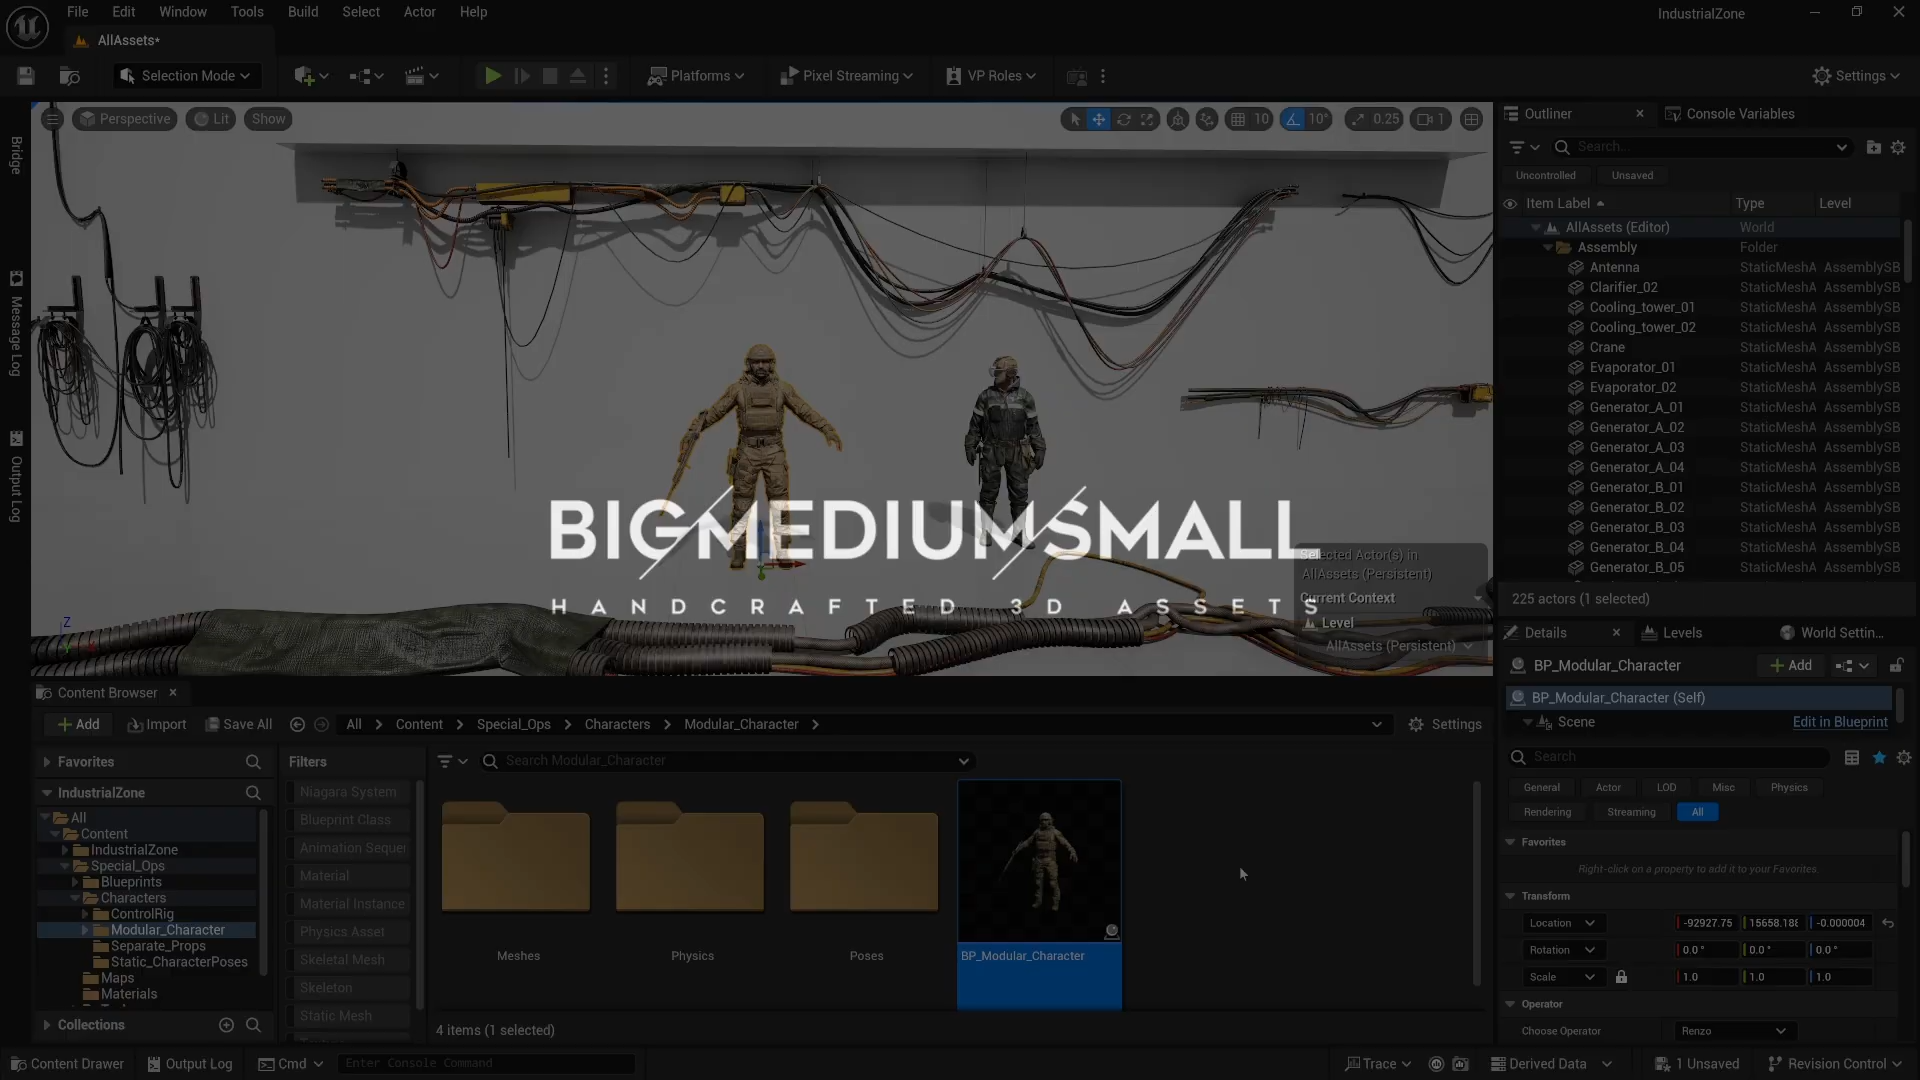 File Edit Window Tools Build Select Actor Help
IndustrialZone
AllAssets*
Selection Mode
Platforms
Pixel Streaming
VP Roles
Settings
Perspective
Lit
Show
10
10°
0.25
1
Bridge
Message Log
Output Log
BIGMEDIUMSMALL
HANDCRAFTED 3D ASSETS
Selected Actor(s) in
AllAssets (Persistent)
Current Context
Level
AllAssets (Persistent)
Z
Outliner
Console Variables
Search...
Uncontrolled
Unsaved
Item Label Type Level
AllAssets (Editor) World
Assembly Folder
Antenna StaticMeshA AssemblySB
Clarifier_02 StaticMeshA AssemblySB
Cooling_tower_01 StaticMeshA AssemblySB
Cooling_tower_02 StaticMeshA AssemblySB
Crane StaticMeshA AssemblySB
Evaporator_01 StaticMeshA AssemblySB
Evaporator_02 StaticMeshA AssemblySB
Generator_A_01 StaticMeshA AssemblySB
Generator_A_02 StaticMeshA AssemblySB
Generator_A_03 StaticMeshA AssemblySB
Generator_A_04 StaticMeshA AssemblySB
Generator_B_01 StaticMeshA AssemblySB
Generator_B_02 StaticMeshA AssemblySB
Generator_B_03 StaticMeshA AssemblySB
Generator_B_04 StaticMeshA AssemblySB
Generator_B_05 StaticMeshA AssemblySB
225 actors (1 selected)
Details
Levels
World Settin...
BP_Modular_Character
Add
BP_Modular_Character (Self)
Scene
Edit in Blueprint
Search
General Actor LOD Misc Physics
Rendering Streaming All
Favorites
Right-click on a property to add it to your Favorites.
Transform
Location -92927.75 15658.188 -0.000004
Rotation 0.0 ° 0.0 ° 0.0 °
Scale 1.0 1.0 1.0
Operator
Choose Operator Renzo
Content Browser
Add
Import
Save All
All > Content > Special_Ops > Characters > Modular_Character >
Settings
Favorites
IndustrialZone
All
Content
IndustrialZone
Special_Ops
Blueprints
Characters
ControlRig
Modular_Character
Separate_Props
Static_CharacterPoses
Maps
Materials
Collections
Filters
Niagara System
Blueprint Class
Animation Sequen
Material
Material Instance
Physics Asset
Skeletal Mesh
Skeleton
Static Mesh
Search Modular_Character
Meshes
Physics
Poses
BP_Modular_Character
4 items (1 selected)
Content Drawer
Output Log
Cmd
Enter Console Command
Trace
Derived Data
1 Unsaved
Revision Control